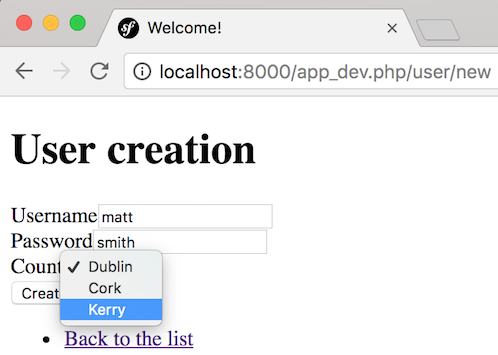 Welcome!
localhost:8000/app_dev.php/user/new
User creation
Username matt
Password smith
Count ✓ Dublin
Cork
Creat Kerry
• Back to the list